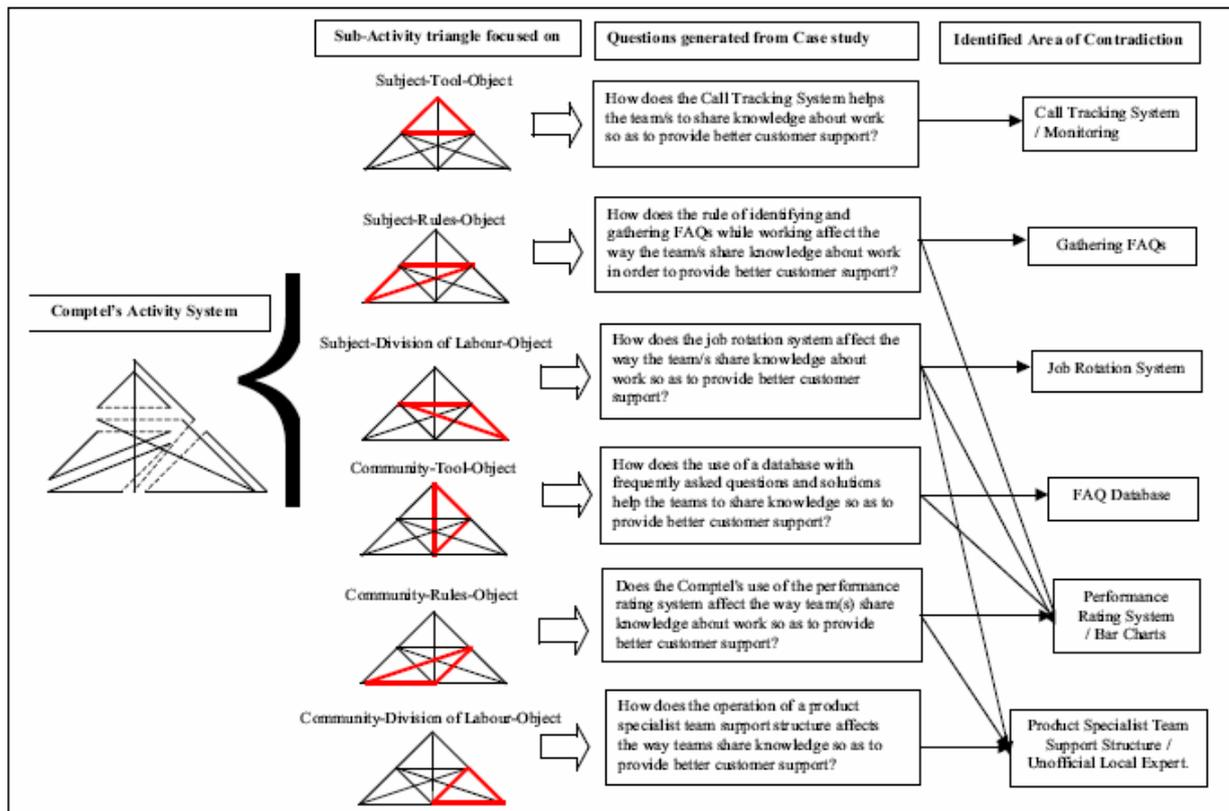 Sub-Activity triangle focused on
Questions generated from Case study
Identified Area of Contradiction
Comptel's Activity System
Subject-Tool-Object
How does the Call Tracking System helps
the team/s to share knowledge about work
so as to provide better customer support?
Call Tracking System
/ Monitoring
Subject-Rules-Object
How does the rule of identifying and
gathering FAQs while working affect the
way the team/s share knowledge about work
in order to provide better customer support?
Gathering FAQs
Subject-Division of Labour-Object
How does the job rotation system affect the
way the team/s share knowledge about
work so as to provide better customer
support?
Job Rotation System
Community-Tool-Object
How does the use of a database with
frequently asked questions and solutions
help the teams to share knowledge so as to
provide better customer support?
FAQ Database
Community-Rules-Object
Does the Comptel's use of the performance
rating system affect the way team(s) share
knowledge about work so as to provide
better customer support?
Performance
Rating System
/ Bar Charts
Community-Division of Labour-Object
How does the operation of a product
specialist team support structure affects
the way teams share knowledge so as to
provide better customer support?
Product Specialist Team
Support Structure /
Unofficial Local Expert.